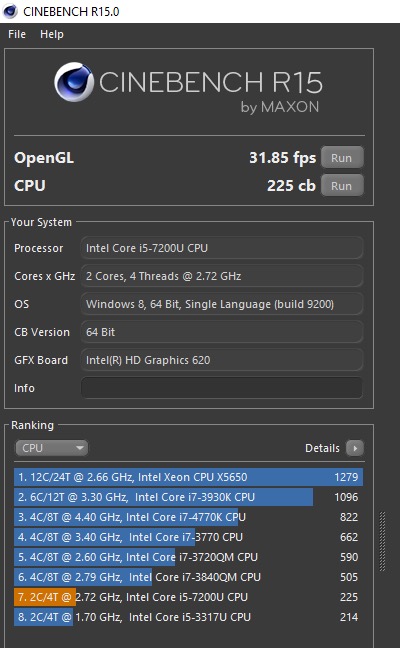 CINEBENCH R15.0
File Help
CINEBENCH R15
by MAXON
OpenGL 31.85 fps Run
CPU 225 cb Run
Your System
Processor Intel Core i5-7200U CPU
Cores x GHz 2 Cores, 4 Threads @ 2.72 GHz
OS Windows 8, 64 Bit, Single Language (build 9200)
CB Version 64 Bit
GFX Board Intel(R) HD Graphics 620
Info
Ranking
CPU Details
1. 12C/24T @ 2.66 GHz, Intel Xeon CPU X5650 1279
2. 6C/12T @ 3.30 GHz, Intel Core i7-3930K CPU 1096
3. 4C/8T @ 4.40 GHz, Intel Core i7-4770K CPU 822
4. 4C/8T @ 3.40 GHz, Intel Core i7-3770 CPU 662
5. 4C/8T @ 2.60 GHz, Intel Core i7-3720QM CPU 590
6. 4C/8T @ 2.79 GHz, Intel Core i7-3840QM CPU 505
7. 2C/4T @ 2.72 GHz, Intel Core i5-7200U CPU 225
8. 2C/4T @ 1.70 GHz, Intel Core i5-3317U CPU 214